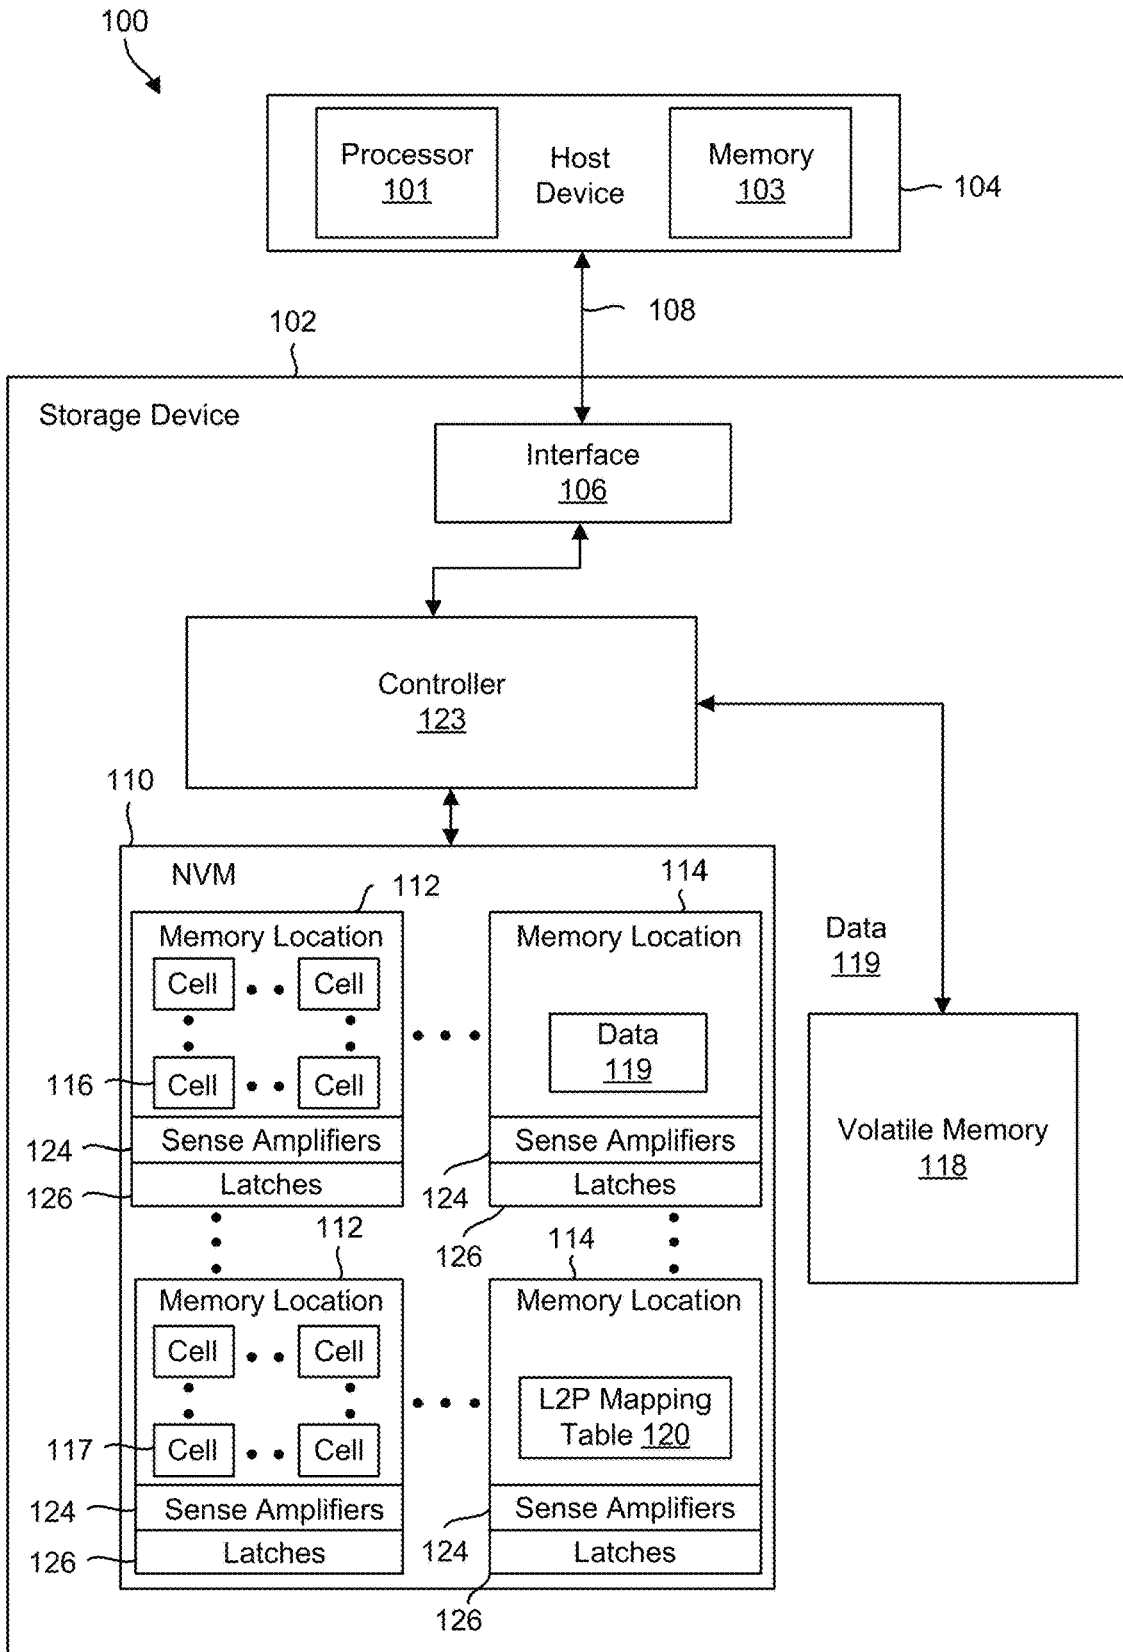 100
Processor
101
Host
Device
Memory
103
104
108
102
Storage Device
Interface
106
Controller
123
110
NVM
112
Memory Location
Cell
Cell
116
Cell
Cell
124
Sense Amplifiers
126
Latches
114
Memory Location
Data
119
Sense Amplifiers
124
Latches
126
Data
119
Volatile Memory
118
112
Memory Location
Cell
Cell
117
Cell
Cell
124
Sense Amplifiers
126
Latches
114
Memory Location
L2P Mapping
Table 120
Sense Amplifiers
124
Latches
126